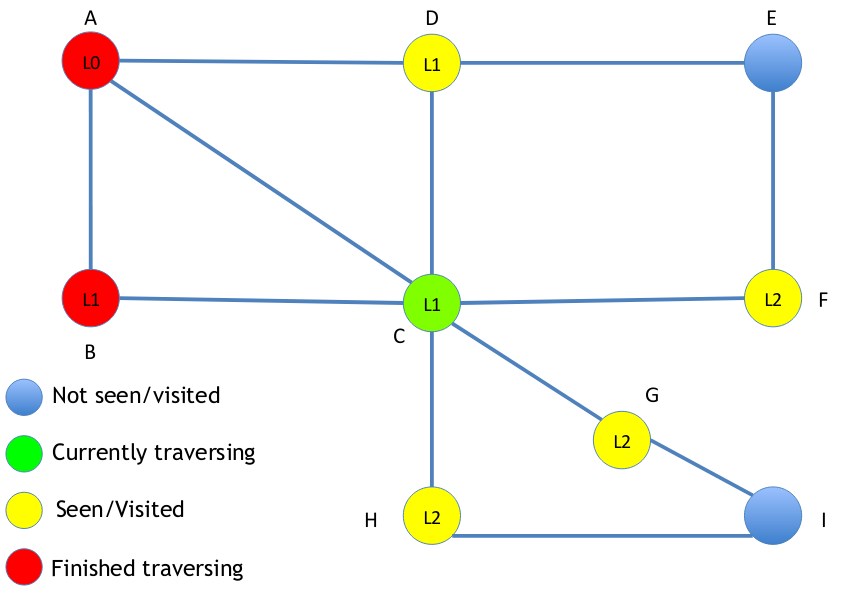 A
D
E
L0
L1
L1
L1
L2
F
B
C
Not seen/visited
G
Currently traversing
L2
Seen/Visited
H
L2
I
Finished traversing